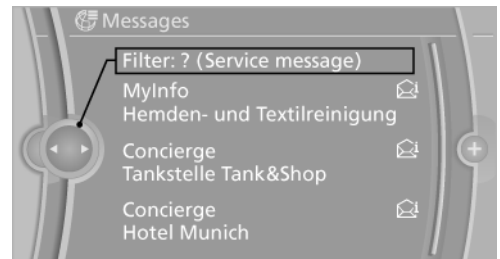 Messages
Filter: ? (Service message)
MyInfo
Hemden- und Textilreinigung
Concierge
Tankstelle Tank&Shop
Concierge
Hotel Munich